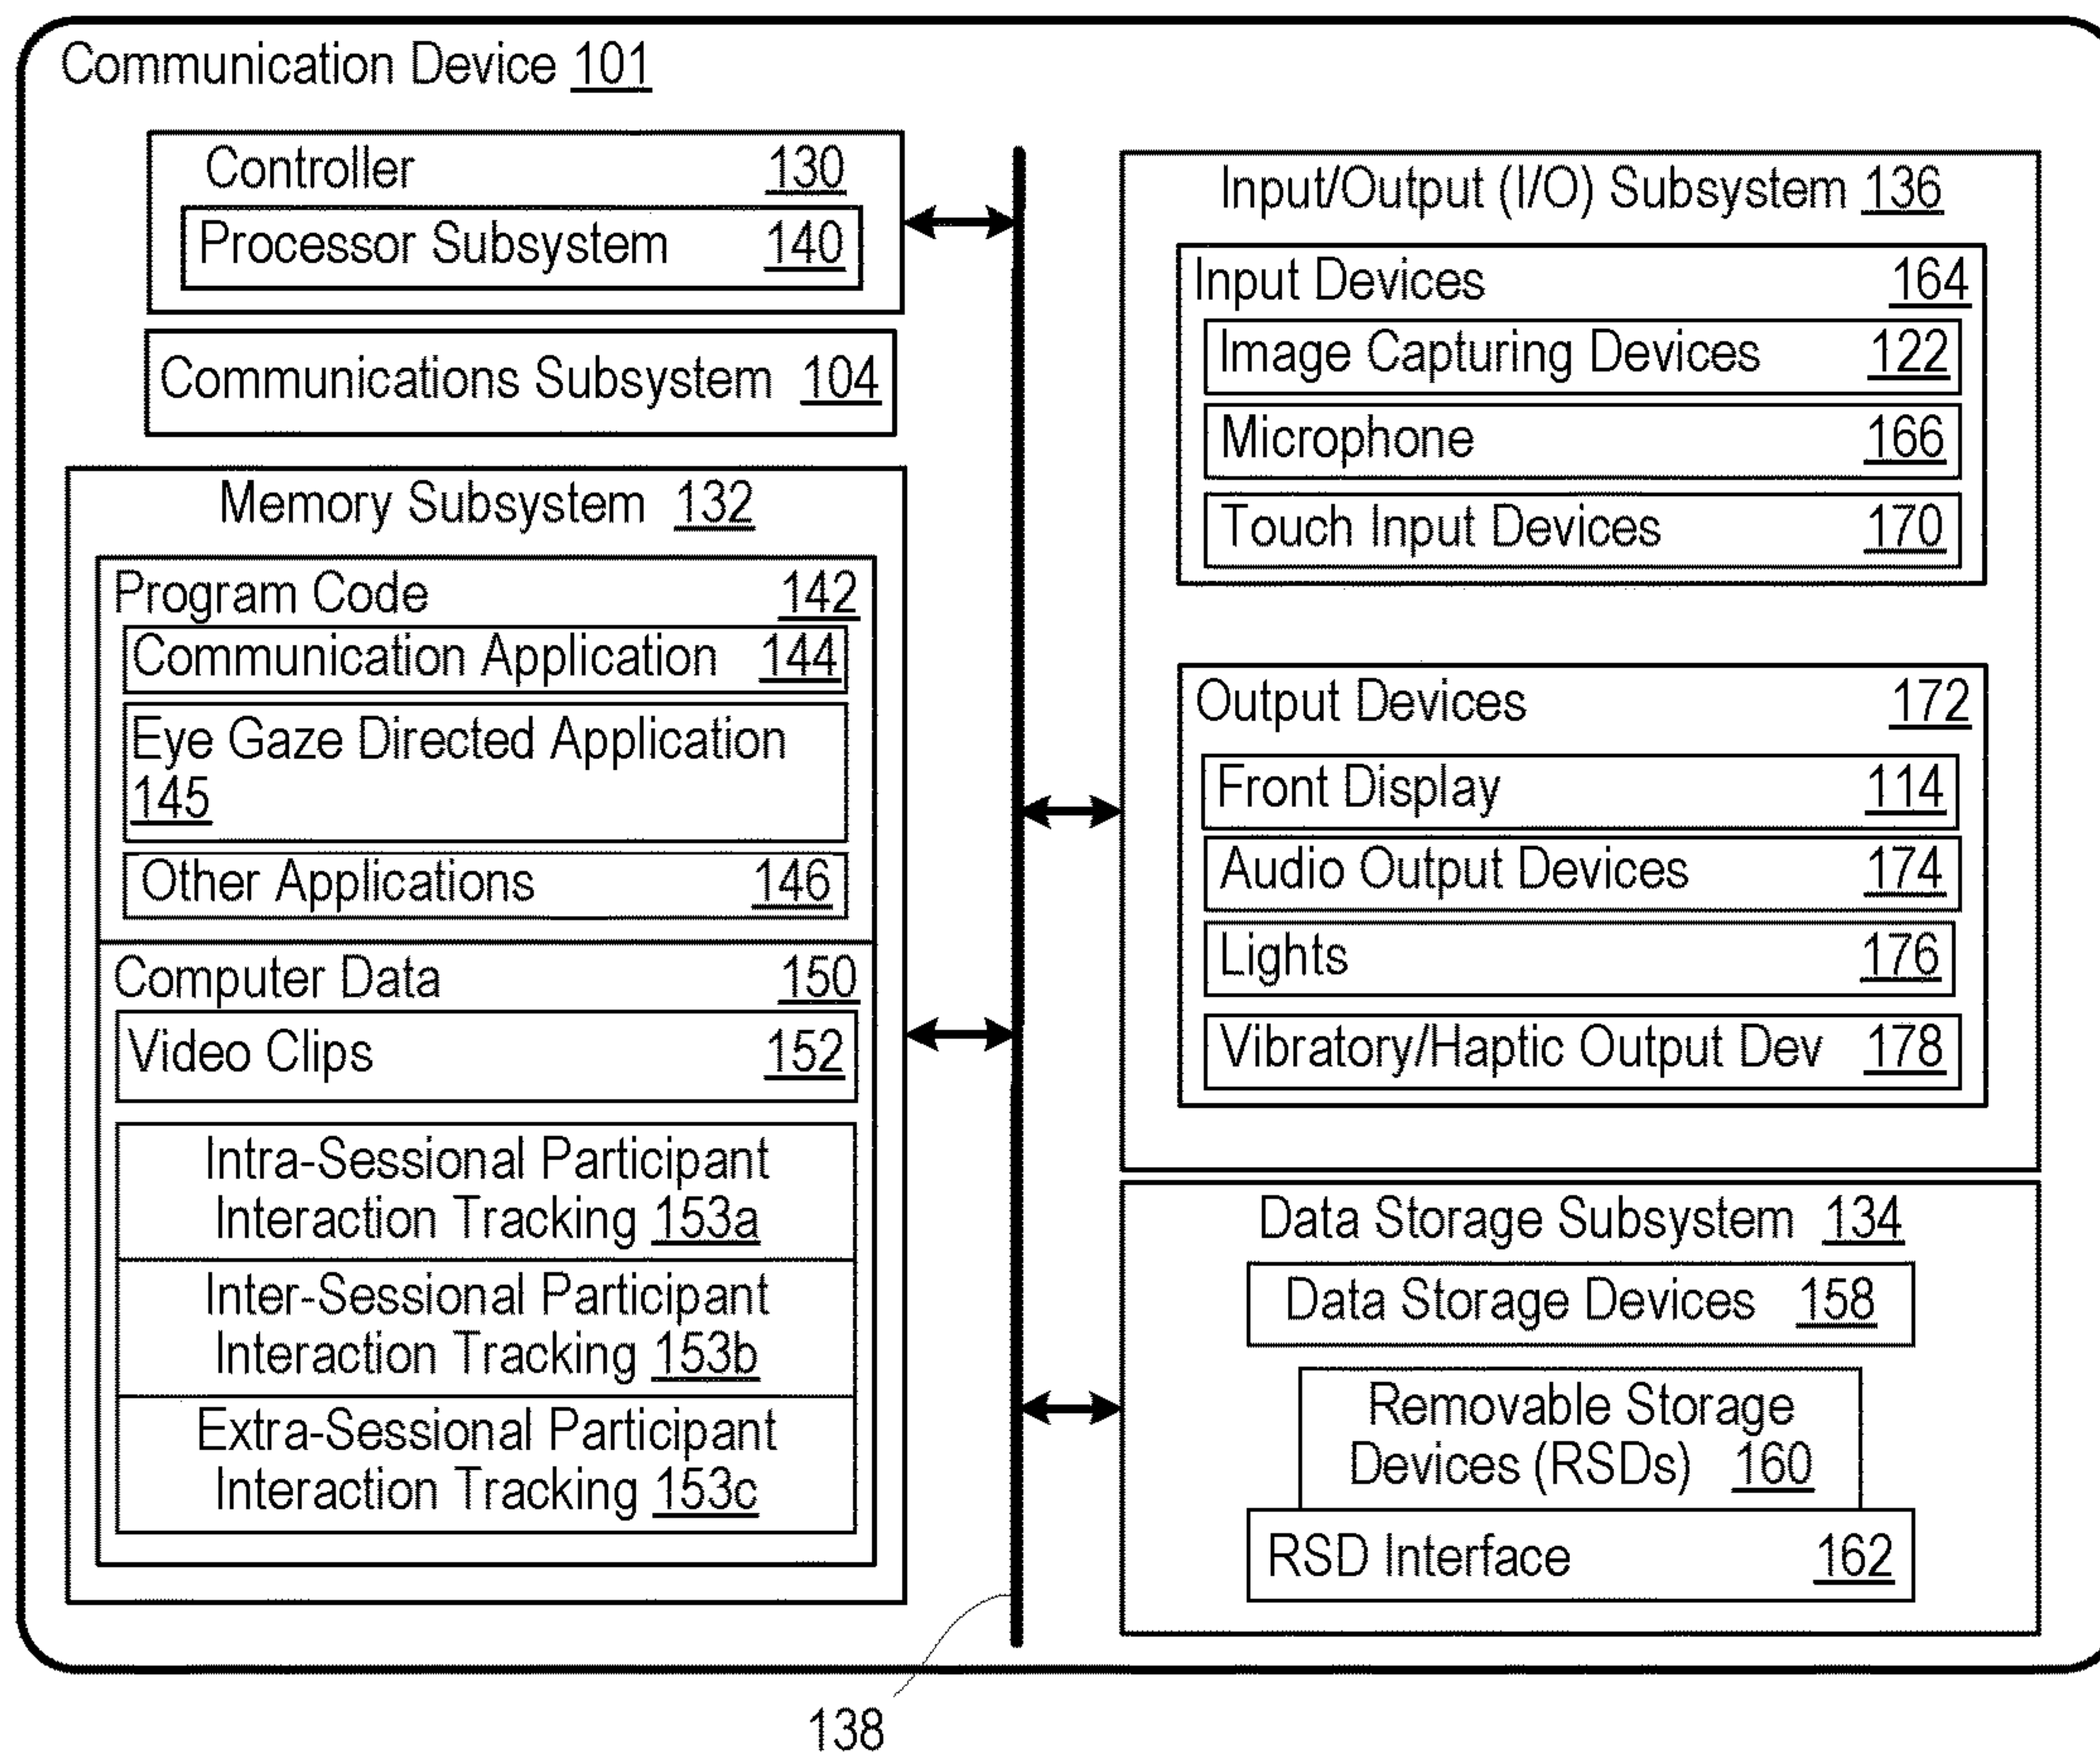 Communication Device 101
Controller 130
Processor Subsystem 140
Communications Subsystem 104
Memory Subsystem 132
Program Code 142
Communication Application 144
Eye Gaze Directed Application
145
Other Applications 146
Computer Data 150
Video Clips 152
Intra-Sessional Participant
Interaction Tracking 153a
Inter-Sessional Participant
Interaction Tracking 153b
Extra-Sessional Participant
Interaction Tracking 153c
Input/Output (I/O) Subsystem 136
Input Devices 164
Image Capturing Devices 122
Microphone 166
Touch Input Devices 170
Output Devices 172
Front Display 114
Audio Output Devices 174
Lights 176
Vibratory/Haptic Output Dev 178
Data Storage Subsystem 134
Data Storage Devices 158
Removable Storage
Devices (RSDs) 160
RSD Interface 162
138